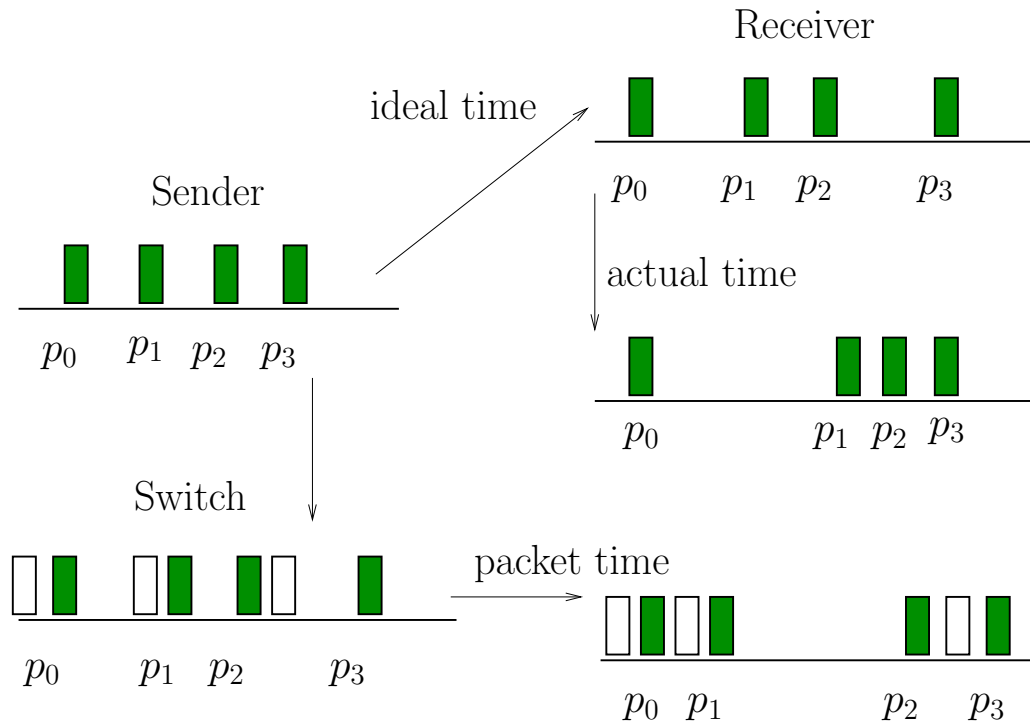 Receiver
ideal time
p₀ p₁ p₂ p₃
Sender
actual time
p₀ p₁ p₂ p₃
p₀ p₁ p₂ p₃
Switch
packet time
p₀ p₁ p₂ p₃
p₀ p₁ p₂ p₃